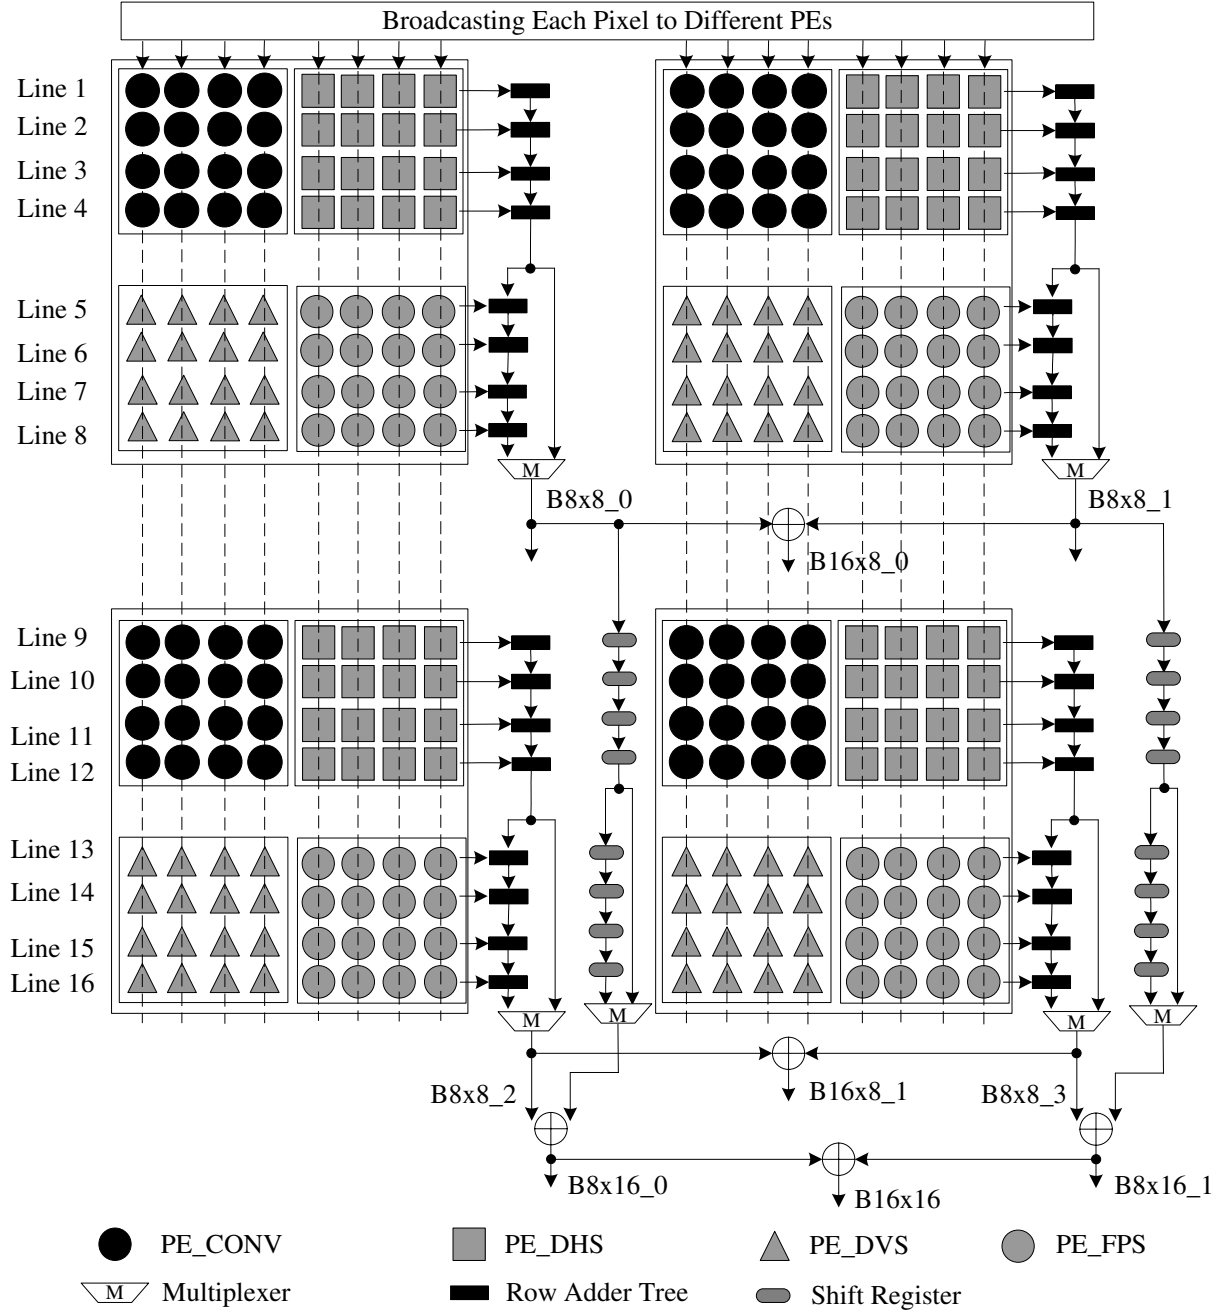 Broadcasting Each Pixel to Different PEs
Line 1
Line 2
Line 3
Line 4
Line 5
Line 6
Line 7
Line 8
M
M
B8x8_0
B8x8_1
B16x8_0
Line 9
Line 10
Line 11
Line 12
Line 13
Line 14
Line 15
Line 16
M
M
M
M
B8x8_2
B16x8_1
B8x8_3
B8x16_0
B16x16
B8x16_1
PE_CONV
PE_DHS
PE_DVS
PE_FPS
M
Multiplexer
Row Adder Tree
Shift Register